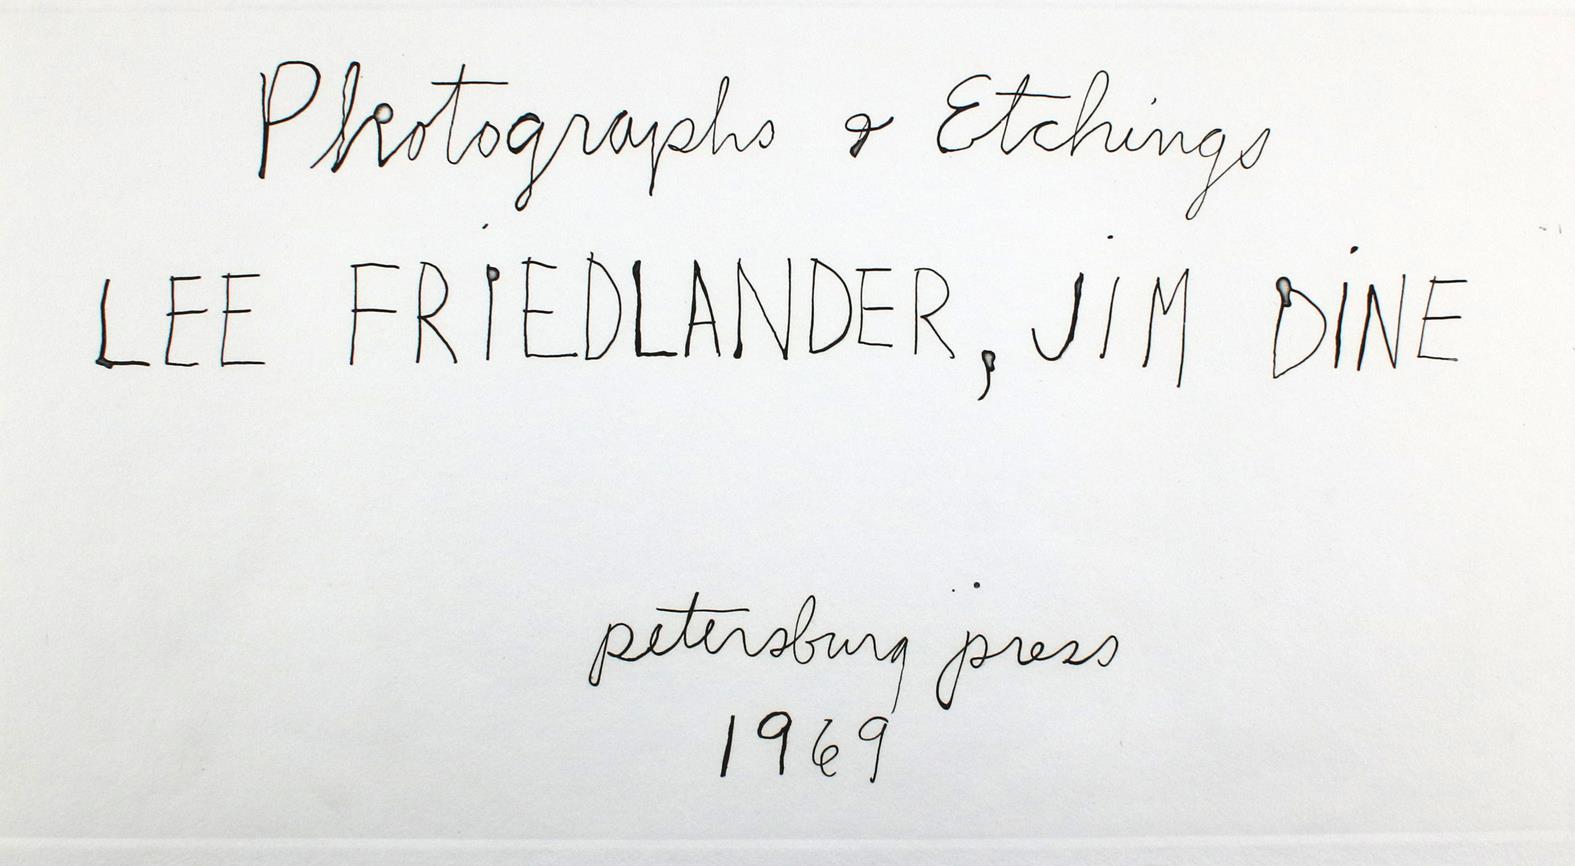 Photographs & Etchings
LEE FRiEDLANDER, JiM DiNE
petersburg press
1969